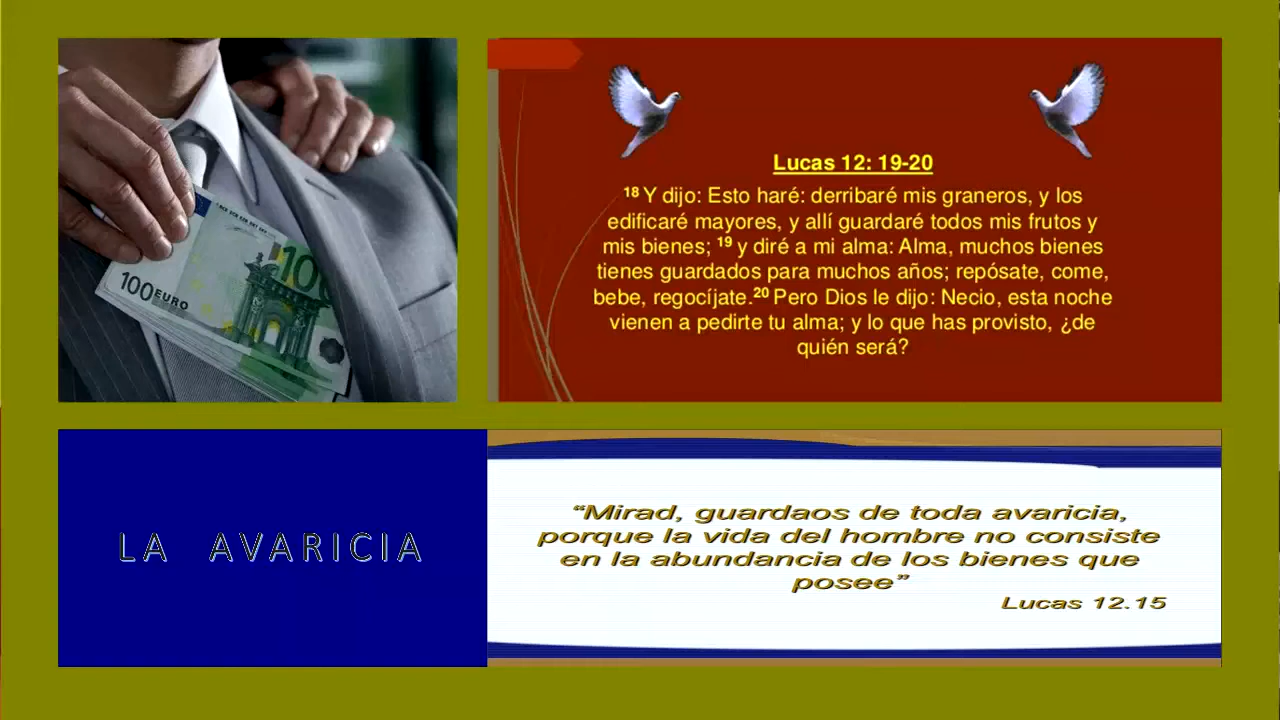 100 EURO
100
Lucas 12: 19-20
18 Y dijo: Esto haré: derribaré mis graneros, y los
edificaré mayores, y allí guardaré todos mis frutos y
mis bienes; 19 y diré a mi alma: Alma, muchos bienes
tienes guardados para muchos años; repósate, come,
bebe, regocíjate.20 Pero Dios le dijo: Necio, esta noche
vienen a pedirte tu alma; y lo que has provisto, ¿de
quién será?
LA AVARICIA
“Mirad, guardaos de toda avaricia,
porque la vida del hombre no consiste
en la abundancia de los bienes que
posee”
Lucas 12.15